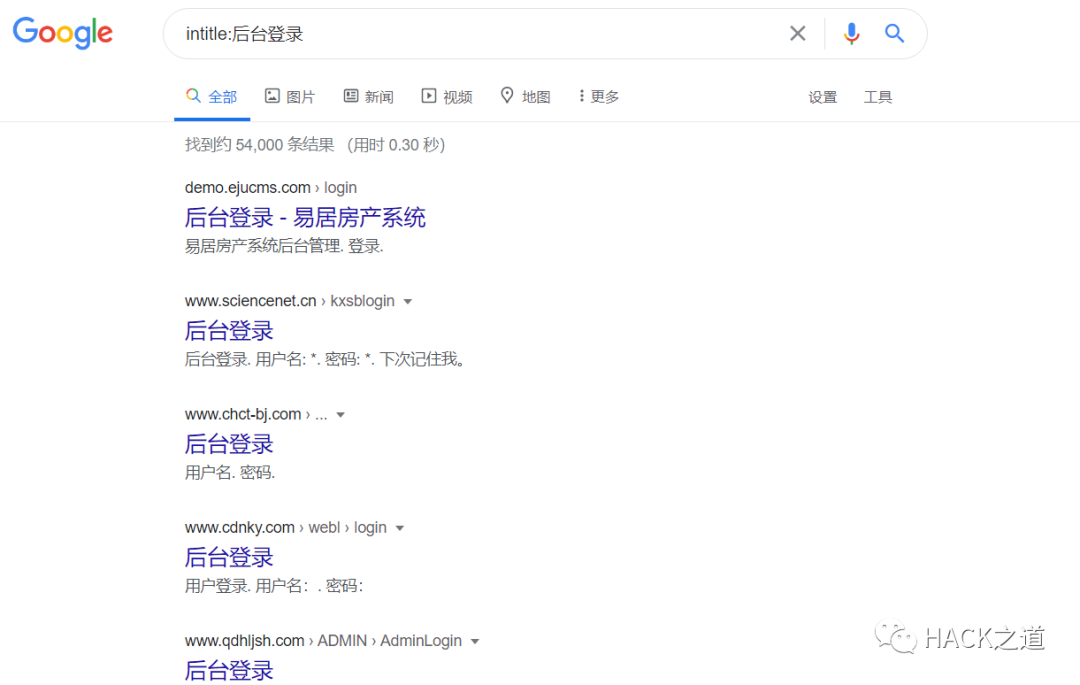 Google
intitle:后台登录
全部 图片 新闻 视频 地图 更多 设置 工具
找到约 54,000 条结果 （用时 0.30 秒）
demo.ejucms.com › login
后台登录 - 易居房产系统
易居房产系统后台管理. 登录.
www.sciencenet.cn › kxsblogin
后台登录
后台登录. 用户名: *. 密码: *. 下次记住我。
www.chct-bj.com › ...
后台登录
用户名. 密码.
www.cdnky.com › webl › login
后台登录
用户登录. 用户名：. 密码：
www.qdhljsh.com › ADMIN › AdminLogin
后台登录
HACK之道